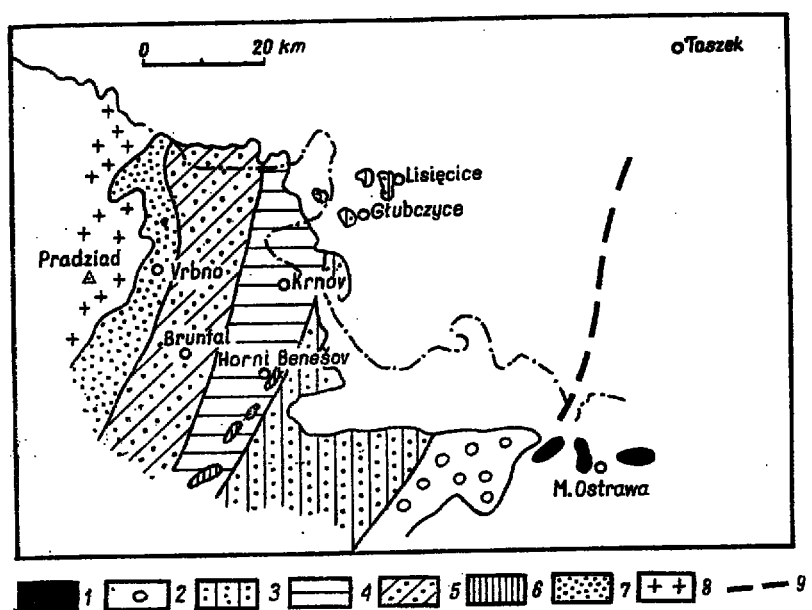 0 20 km
Toszek
Lisięcice
Głubczyce
Pradziad
Vrbno
Krnov
Bruntal
Horni Benešov
M. Ostrawa
1 2 3 4 5 6 7 8 9